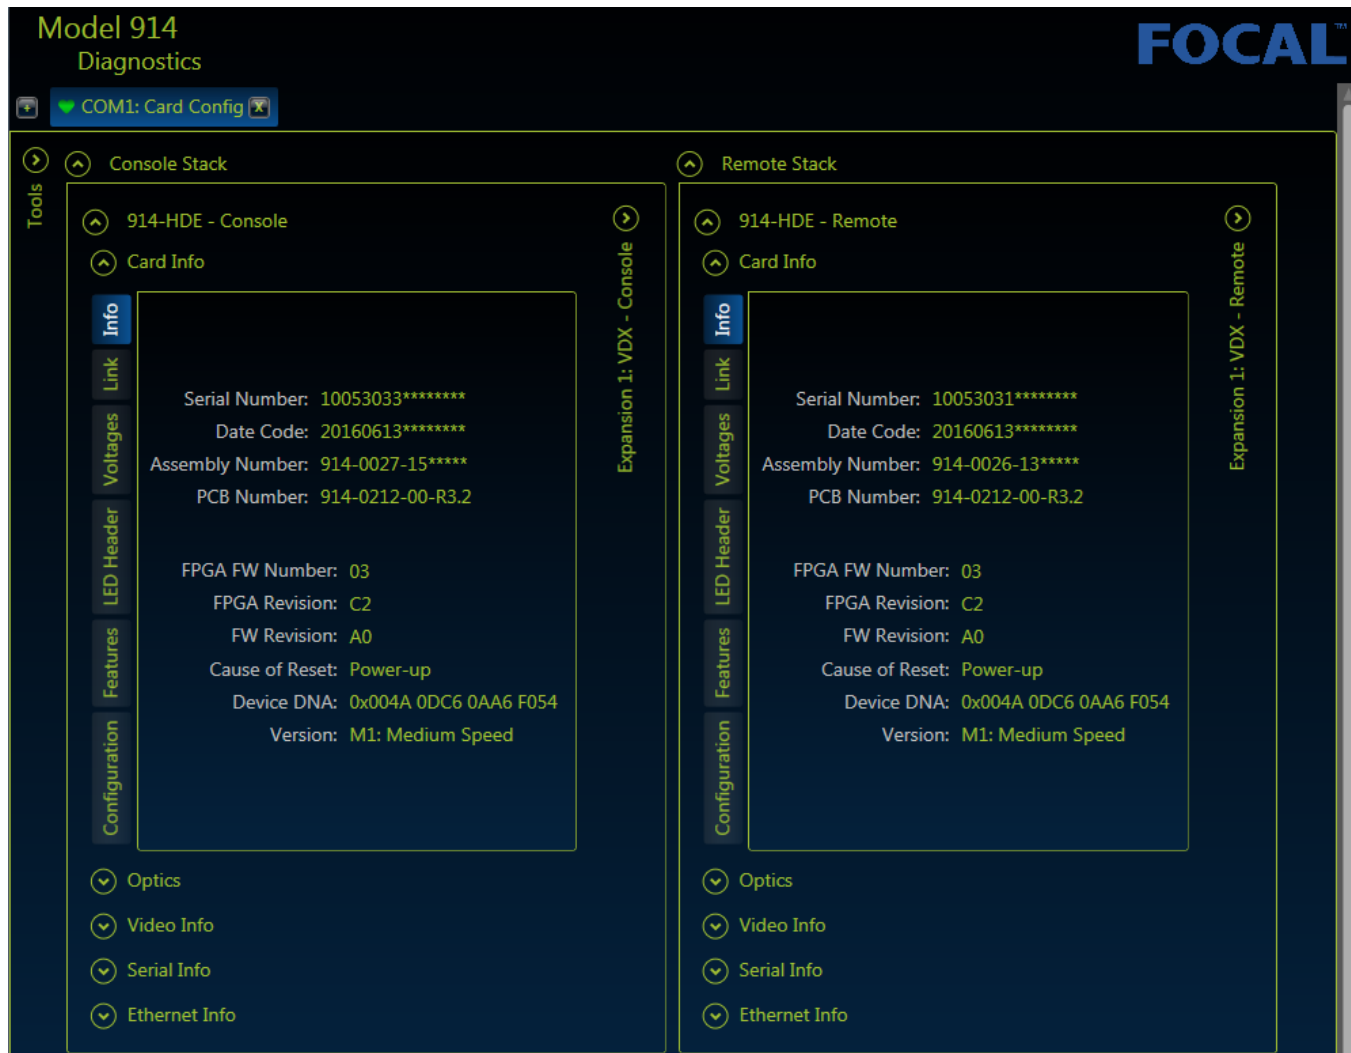 Model 914
Diagnostics
FOCAL™
COM1: Card Config
Tools
Console Stack
914-HDE - Console
Card Info
Info
Link
Voltages
LED Header
Features
Configuration
Serial Number: 10053033********
Date Code: 20160613********
Assembly Number: 914-0027-15*****
PCB Number: 914-0212-00-R3.2
FPGA FW Number: 03
FPGA Revision: C2
FW Revision: A0
Cause of Reset: Power-up
Device DNA: 0x004A 0DC6 0AA6 F054
Version: M1: Medium Speed
Expansion 1: VDX - Console
Optics
Video Info
Serial Info
Ethernet Info
Remote Stack
914-HDE - Remote
Card Info
Info
Link
Voltages
LED Header
Features
Configuration
Serial Number: 10053031********
Date Code: 20160613********
Assembly Number: 914-0026-13*****
PCB Number: 914-0212-00-R3.2
FPGA FW Number: 03
FPGA Revision: C2
FW Revision: A0
Cause of Reset: Power-up
Device DNA: 0x004A 0DC6 0AA6 F054
Version: M1: Medium Speed
Expansion 1: VDX - Remote
Optics
Video Info
Serial Info
Ethernet Info